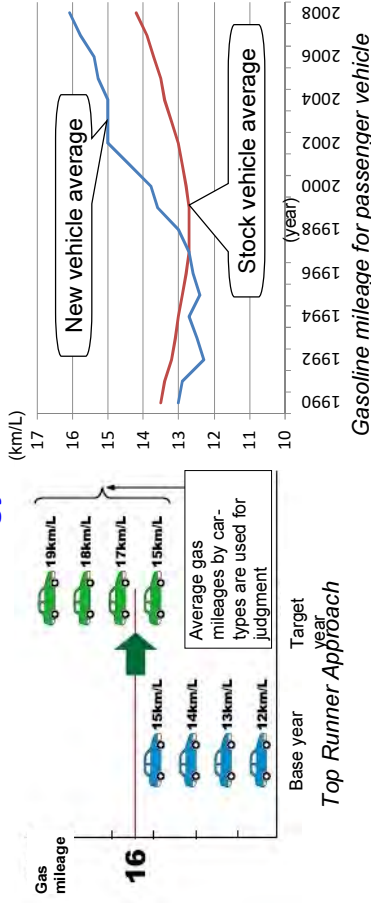 Gas
mileage
16
15km/L
14km/L
13km/L
12km/L
19km/L
18km/L
17km/L
15km/L
Average gas
mileages by car-
types are used for
judgment
Base year
Target
year
Top Runner Approach
(km/L)
17
16
15
14
13
12
11
10
New vehicle average
Stock vehicle average
(year)
1990
1992
1994
1996
1998
2000
2002
2004
2006
2008
Gasoline mileage for passenger vehicle